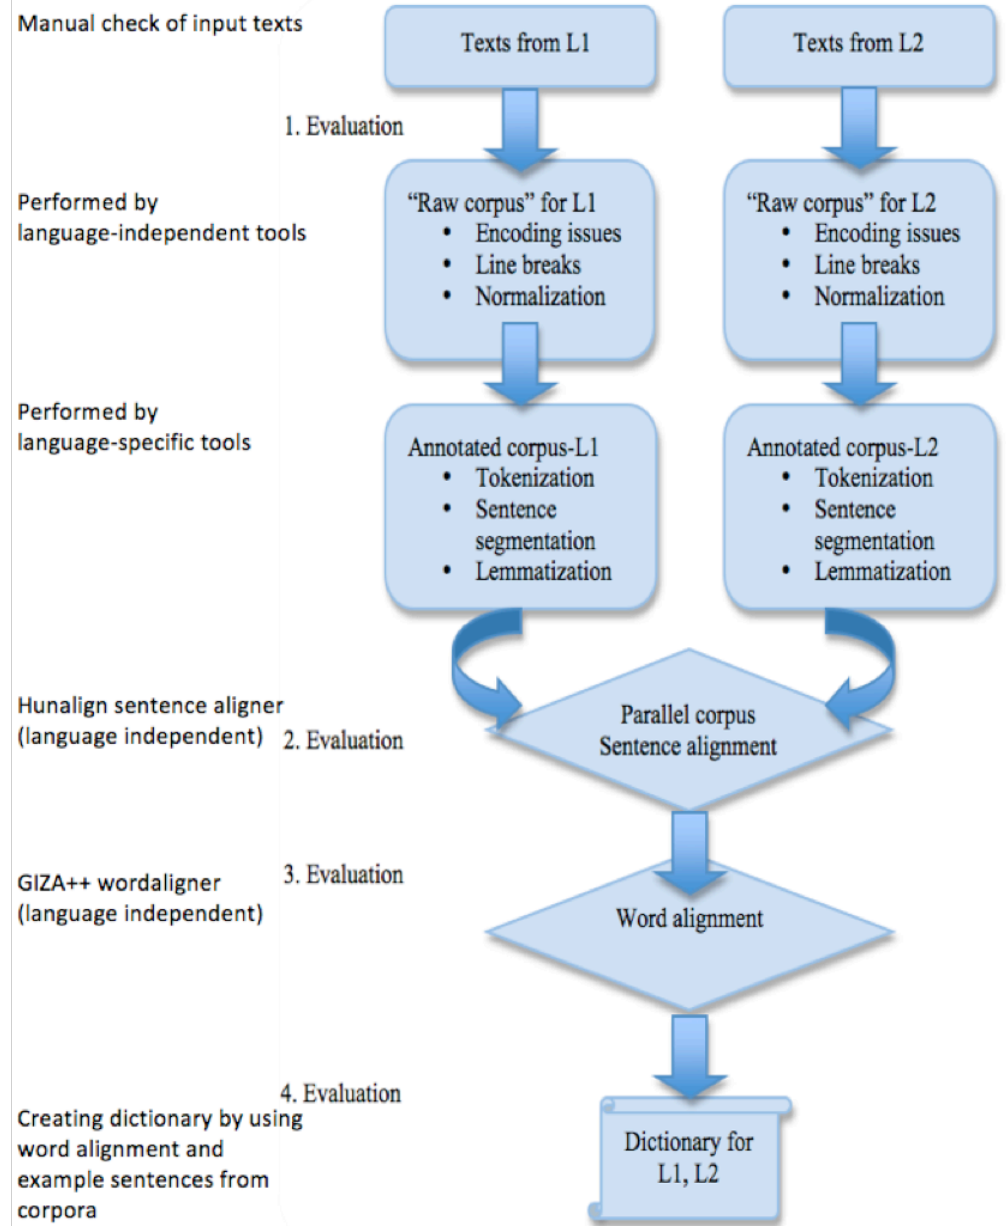 Manual check of input texts
Texts from L1
Texts from L2
1. Evaluation
Performed by
language-independent tools
“Raw corpus” for L1
• Encoding issues
• Line breaks
• Normalization
“Raw corpus” for L2
• Encoding issues
• Line breaks
• Normalization
Performed by
language-specific tools
Annotated corpus-L1
• Tokenization
• Sentence
segmentation
• Lemmatization
Annotated corpus-L2
• Tokenization
• Sentence
segmentation
• Lemmatization
Hunalign sentence aligner
(language independent)
2. Evaluation
Parallel corpus
Sentence alignment
GIZA++ wordaligner
(language independent)
3. Evaluation
Word alignment
4. Evaluation
Creating dictionary by using
word alignment and
example sentences from
corpora
Dictionary for
L1, L2